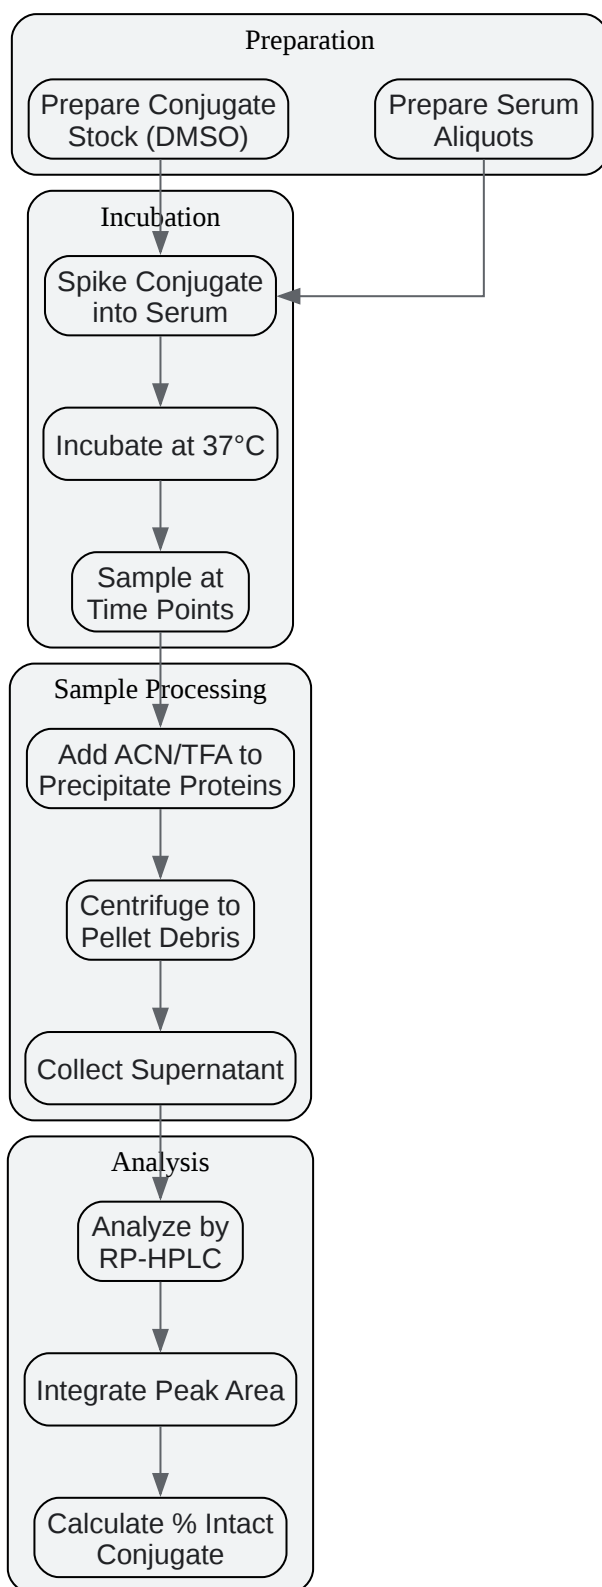 Preparation
Prepare Conjugate
Stock (DMSO)
Prepare Serum
Aliquots
Incubation
Spike Conjugate
into Serum
Incubate at 37°C
Sample at
Time Points
Sample Processing
Add ACN/TFA to
Precipitate Proteins
Centrifuge to
Pellet Debris
Collect Supernatant
Analysis
Analyze by
RP-HPLC
Integrate Peak Area
Calculate % Intact
Conjugate